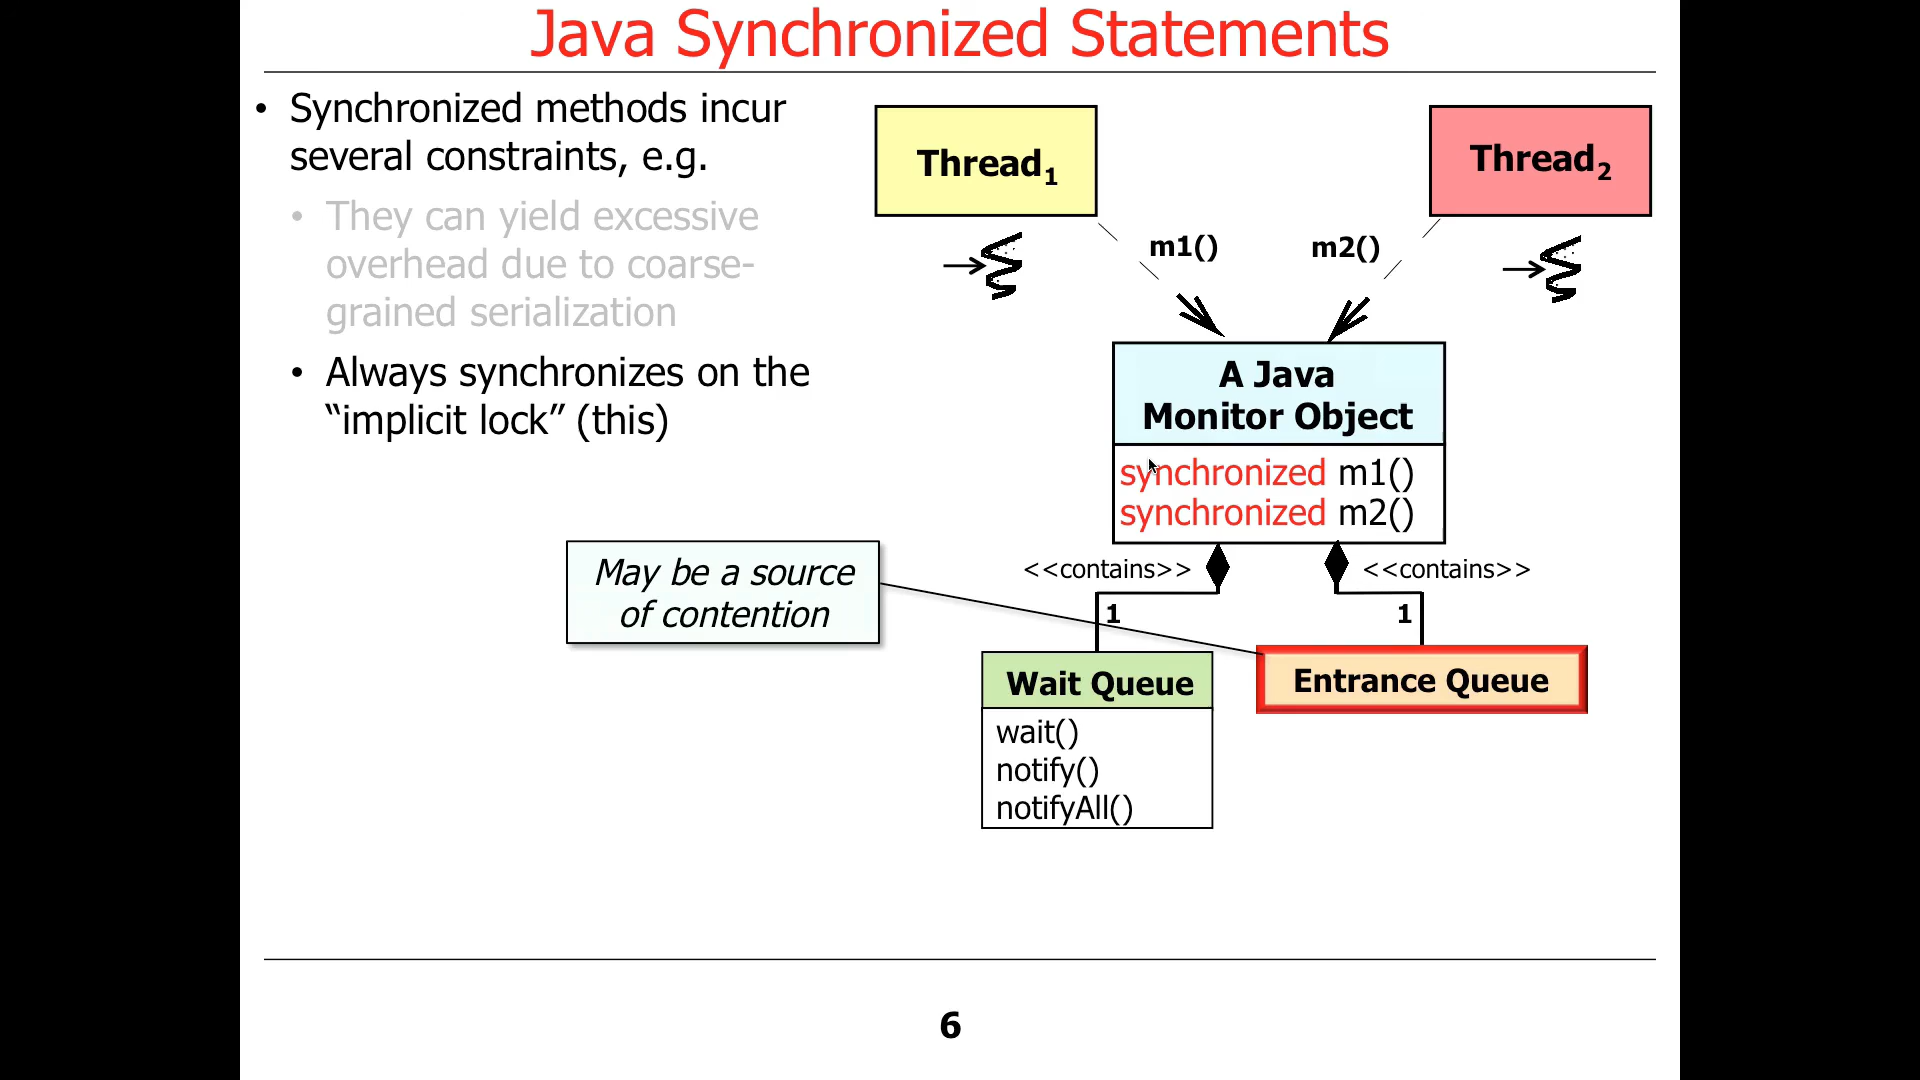 Java Synchronized Statements
• Synchronized methods incur
several constraints, e.g.
• They can yield excessive
overhead due to coarse-
grained serialization
• Always synchronizes on the
“implicit lock” (this)
Thread1
Thread2
m1()
m2()
A Java
Monitor Object
synchronized m1()
synchronized m2()
May be a source
of contention
<<contains>>
<<contains>>
1
1
Wait Queue
Entrance Queue
wait()
notify()
notifyAll()
6